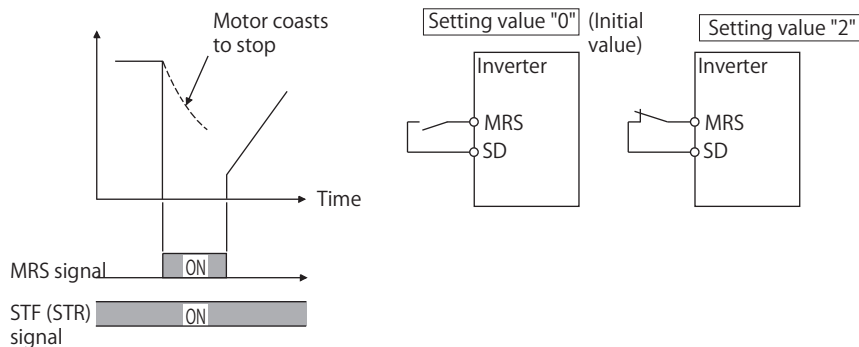 Motor coasts
to stop
Time
MRS signal
ON
STF (STR)
signal
ON
Setting value "0" (Initial
value)
Inverter
MRS
SD
Setting value "2"
Inverter
MRS
SD